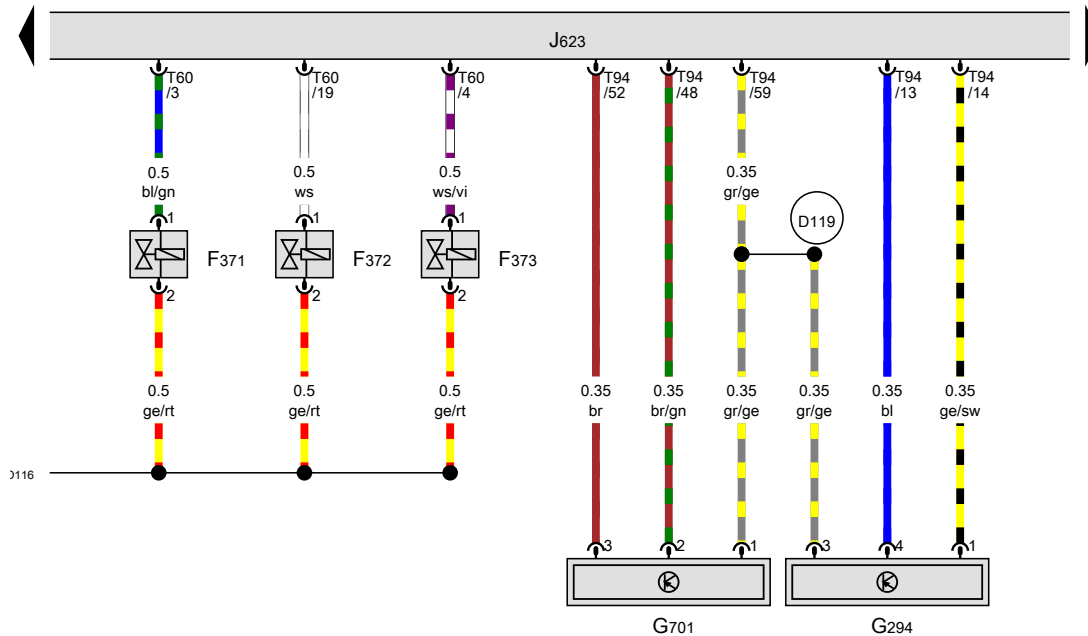 J623
T60 T60 T60 T94 T94 T94 T94 T94
/3 /19 /4 /52 /48 /59 /13 /14
0.5 0.5 0.5 0.35
bl/gn ws ws/vi gr/ge
D119
1 1 1
F371 F372 F373
2 2 2
0.5 0.5 0.5 0.35 0.35 0.35 0.35 0.35 0.35
ge/rt ge/rt ge/rt br br/gn gr/ge gr/ge bl ge/sw
D116
3 2 1 3 4 1
G701 G294